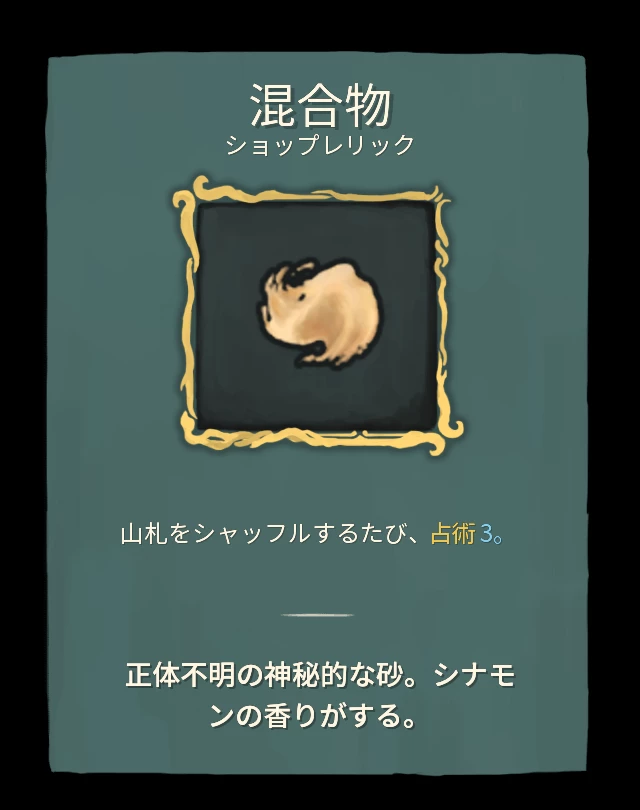 混合物
ショップレリック
山札をシャッフルするたび、占術3。
正体不明の神秘的な砂。シナモ
ンの香りがする。